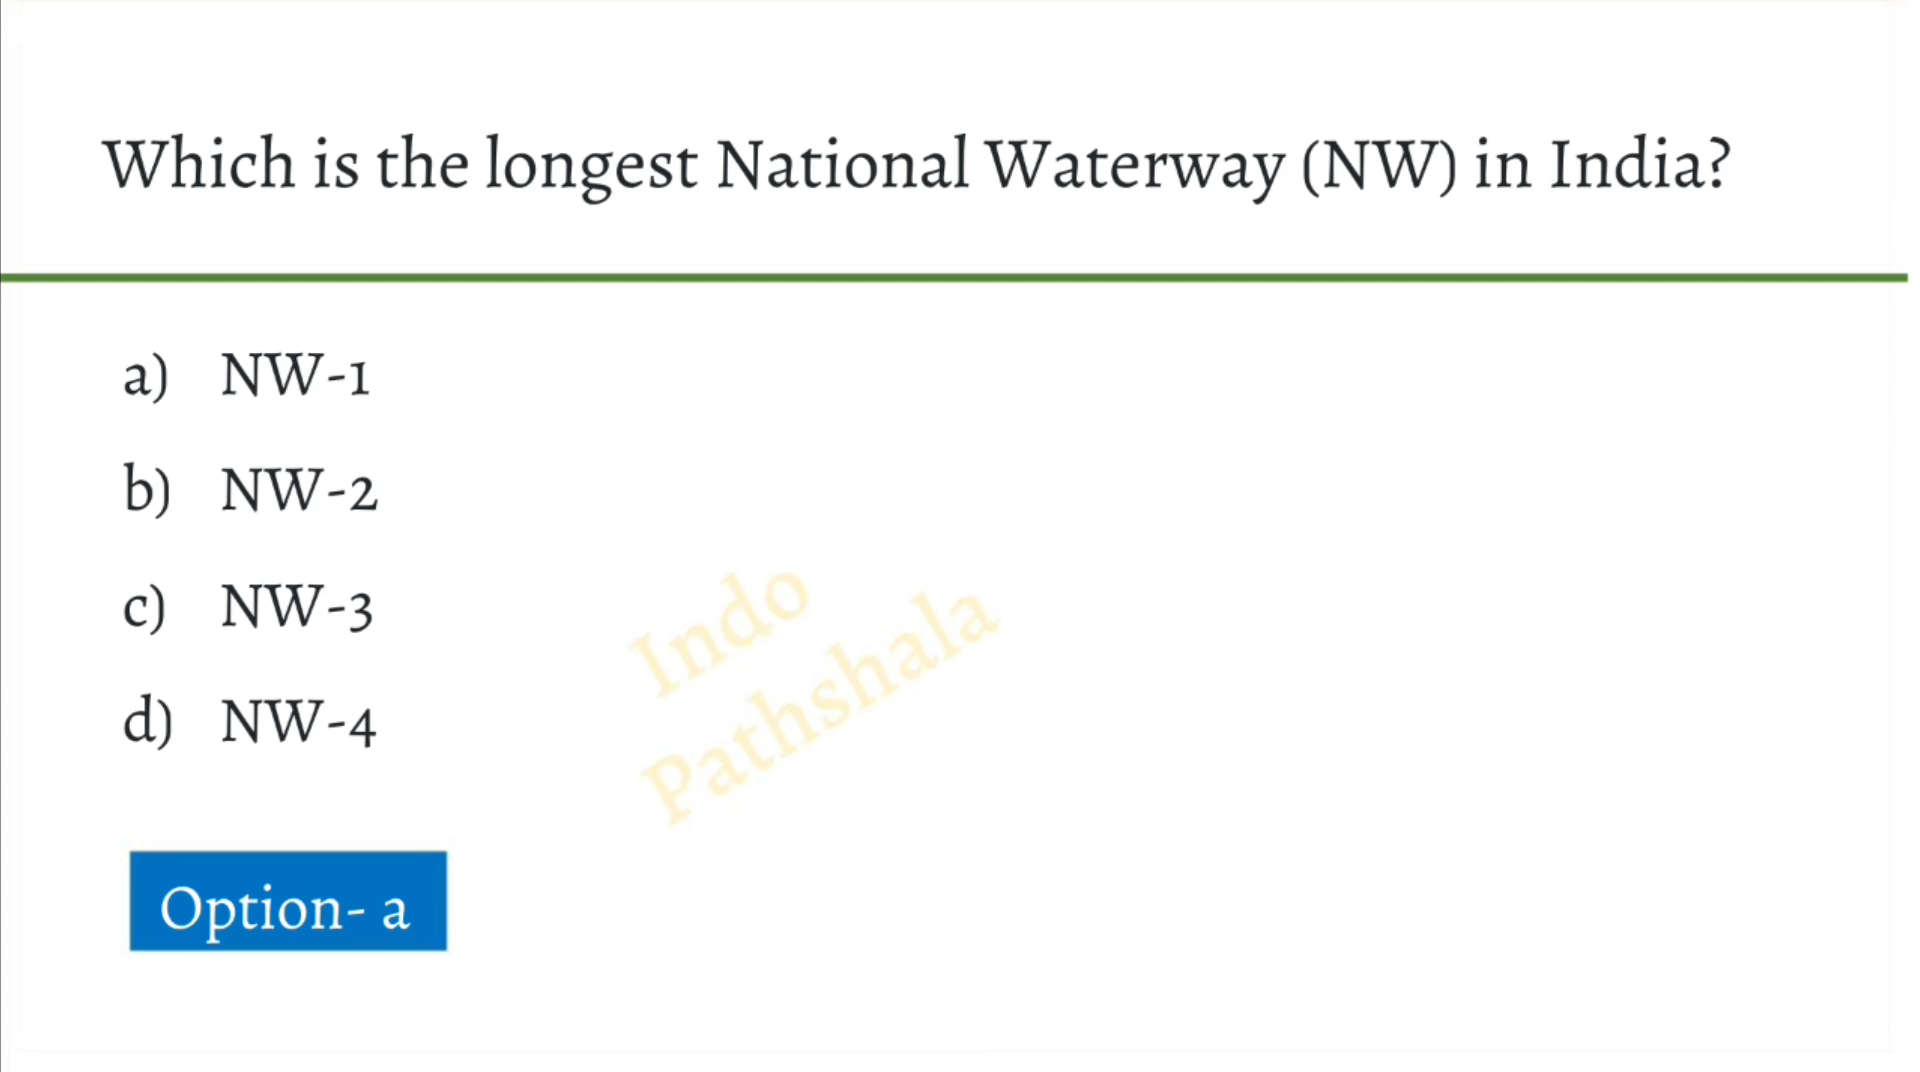 Which is the longest National Waterway (NW) in India?
a) NW-1
b) NW-2
c) NW-3
d) NW-4
Indo
Pathshala
Option- a